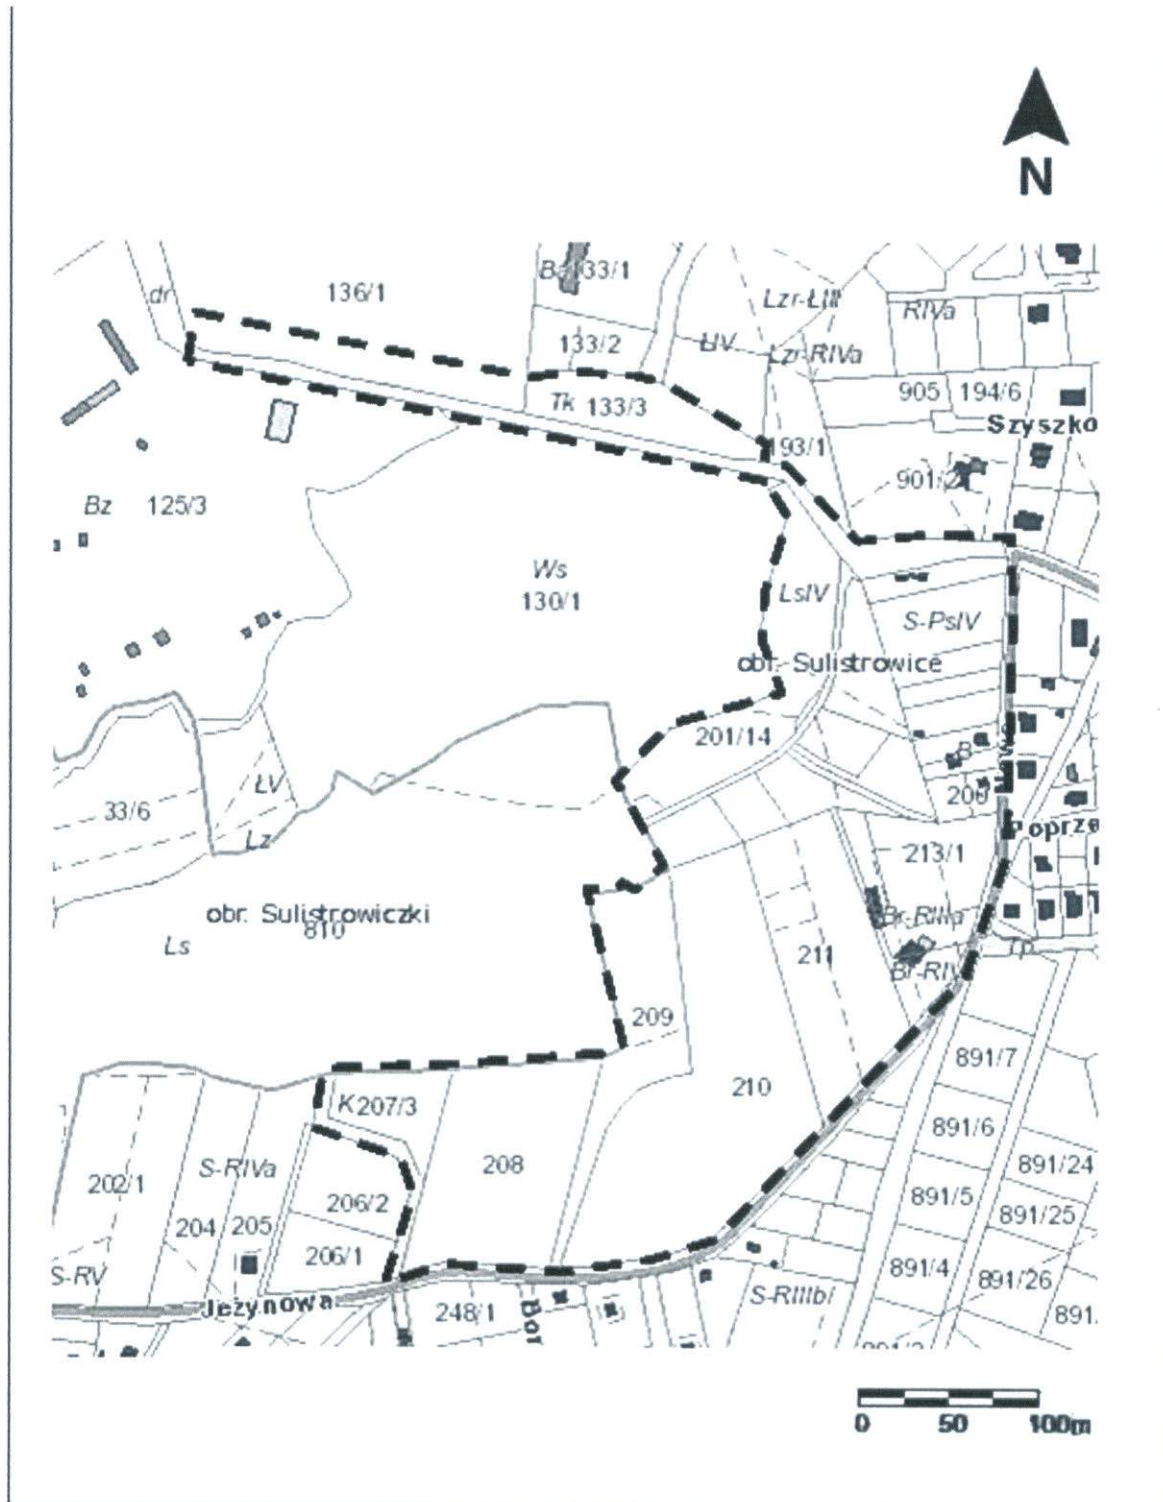 N
136/1
dr
133/1
Lzr-ŁIII
RIVa
133/2
ŁIV
Lzr-RIVa
Tk 133/3
905
194/6
Szyszko
193/1
901/2
Bz
125/3
Ws
130/1
LsIV
S-PsIV
obr. Sulistrowice
201/14
B
ŁV
33/6
Lz
200
Poprze
213/1
obr. Sulistrowiczki
810
Ls
Br-RIIIa
211
Br-RIV
Tp
209
891/7
210
K
207/3
891/6
208
891/24
S-RIVa
202/1
206/2
891/5
891/25
204
205
206/1
891/4
891/26
S-RV
S-RIIIb
Jeżynowa
248/1
Bor
891.
0
50
100m